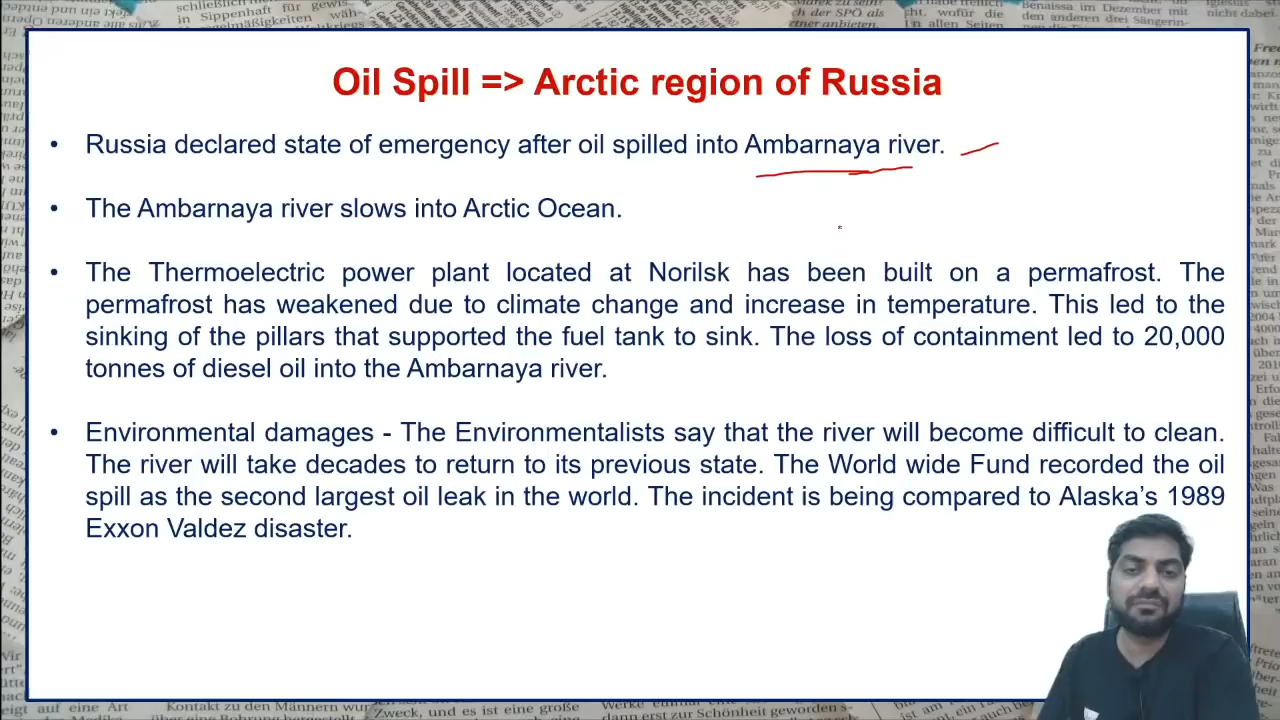 Oil Spill => Arctic region of Russia
• Russia declared state of emergency after oil spilled into Ambarnaya river.
• The Ambarnaya river slows into Arctic Ocean.
• The Thermoelectric power plant located at Norilsk has been built on a permafrost. The
permafrost has weakened due to climate change and increase in temperature. This led to the
sinking of the pillars that supported the fuel tank to sink. The loss of containment led to 20,000
tonnes of diesel oil into the Ambarnaya river.
• Environmental damages - The Environmentalists say that the river will become difficult to clean.
The river will take decades to return to its previous state. The World wide Fund recorded the oil
spill as the second largest oil leak in the world. The incident is being compared to Alaska's 1989
Exxon Valdez disaster.